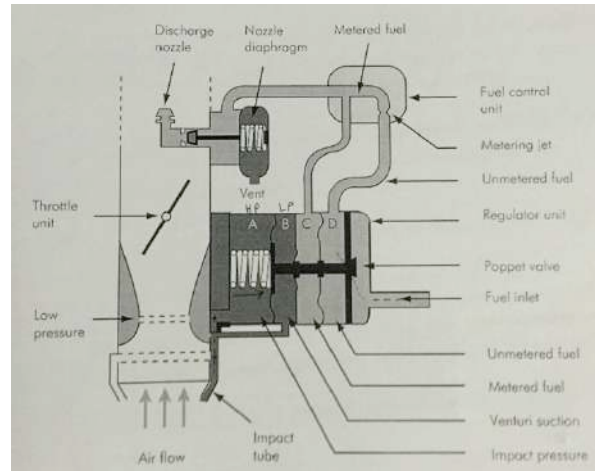 Discharge
nozzle
Nozzle
diaphragm
Metered fuel
Fuel control
unit
Metering jet
Unmetered fuel
Regulator unit
Poppet valve
Fuel inlet
Unmetered fuel
Metered fuel
Venturi suction
Impact pressure
Vent
HP LP
A B C D
Throttle
unit
Low
pressure
Air flow
Impact
tube